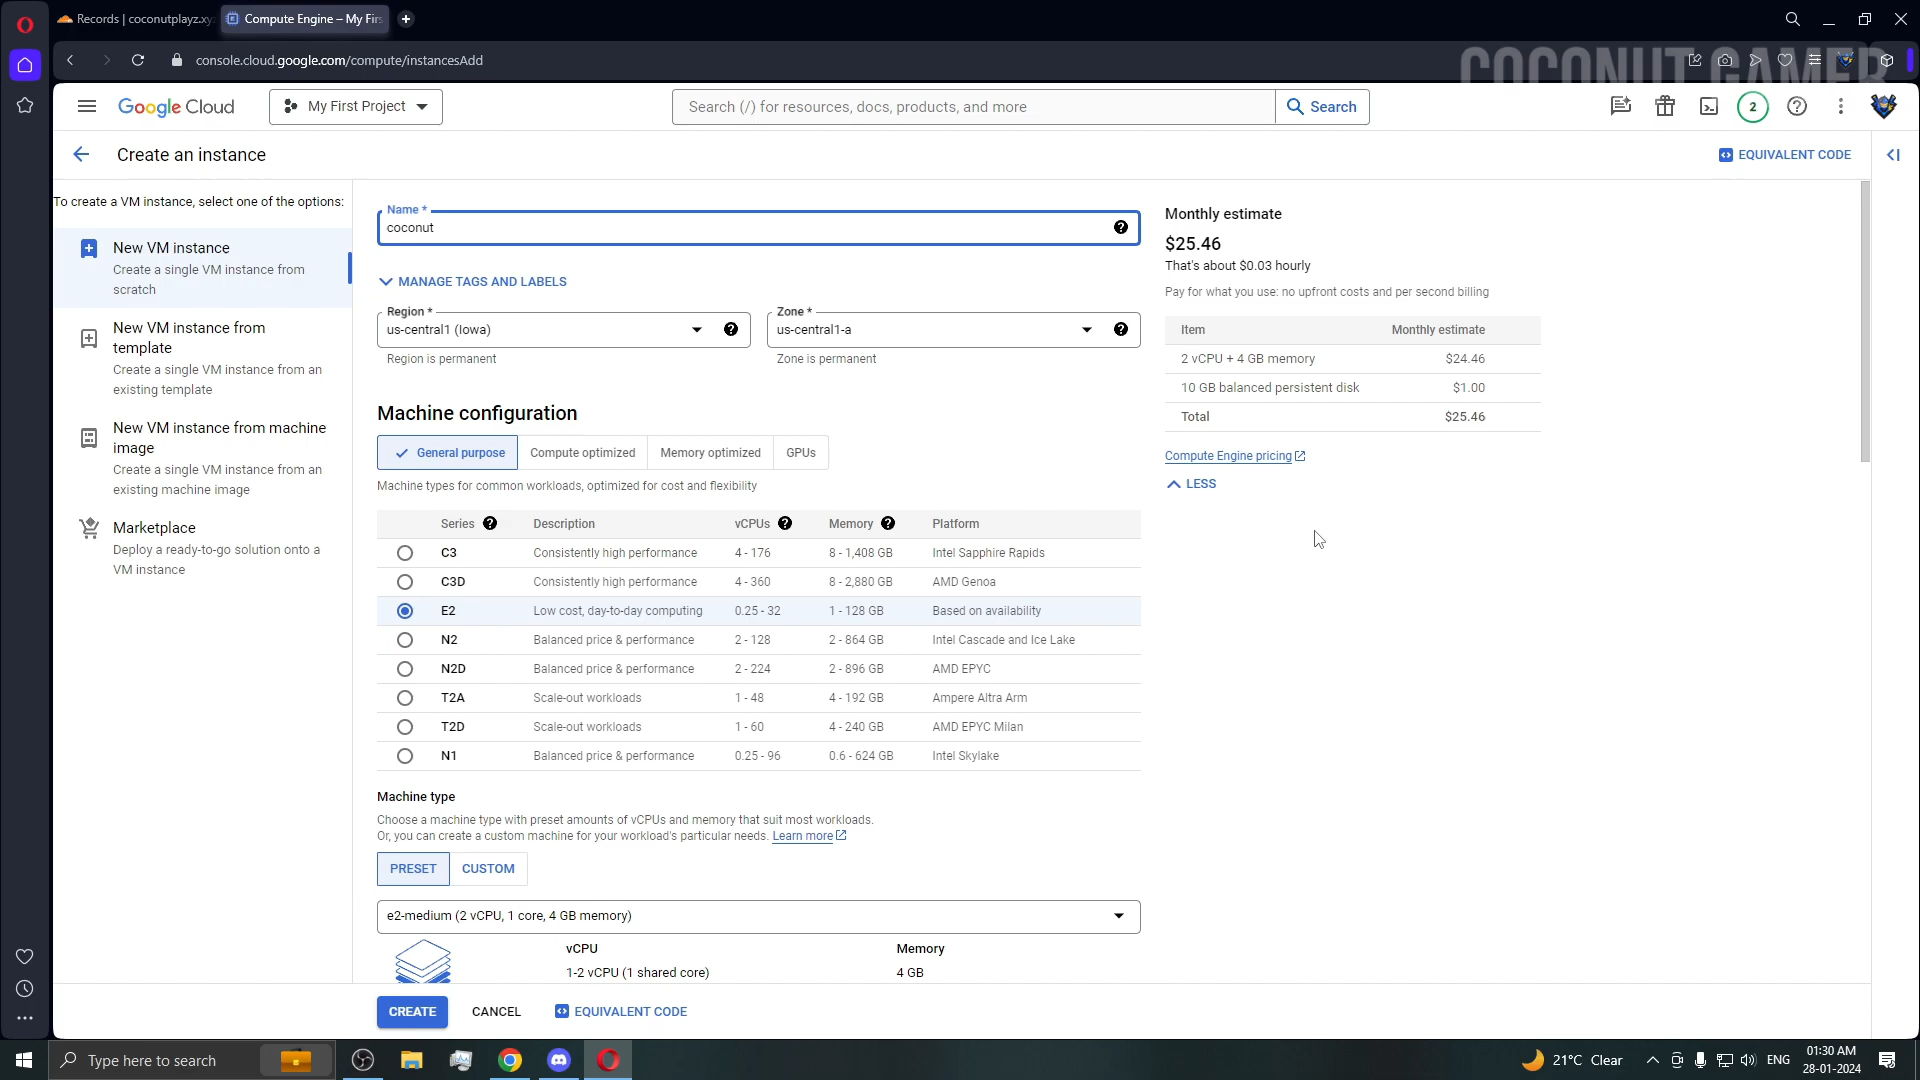 Records | coconutplayz.xyz
Compute Engine – My Firs
console.cloud.google.com/compute/instancesAdd
COCONUT GAMER
Google Cloud
My First Project
Search (/) for resources, docs, products, and more
Search
2
Create an instance
EQUIVALENT CODE
To create a VM instance, select one of the options:
New VM instance
Create a single VM instance from
scratch
New VM instance from
template
Create a single VM instance from an
existing template
New VM instance from machine
image
Create a single VM instance from an
existing machine image
Marketplace
Deploy a ready-to-go solution onto a
VM instance
Name *
coconut
MANAGE TAGS AND LABELS
Region *
us-central1 (Iowa)
Region is permanent
Zone *
us-central1-a
Zone is permanent
Machine configuration
General purpose
Compute optimized
Memory optimized
GPUs
Machine types for common workloads, optimized for cost and flexibility
Series Description vCPUs Memory Platform
C3 Consistently high performance 4 - 176 8 - 1,408 GB Intel Sapphire Rapids
C3D Consistently high performance 4 - 360 8 - 2,880 GB AMD Genoa
E2 Low cost, day-to-day computing 0.25 - 32 1 - 128 GB Based on availability
N2 Balanced price & performance 2 - 128 2 - 864 GB Intel Cascade and Ice Lake
N2D Balanced price & performance 2 - 224 2 - 896 GB AMD EPYC
T2A Scale-out workloads 1 - 48 4 - 192 GB Ampere Altra Arm
T2D Scale-out workloads 1 - 60 4 - 240 GB AMD EPYC Milan
N1 Balanced price & performance 0.25 - 96 0.6 - 624 GB Intel Skylake
Machine type
Choose a machine type with preset amounts of vCPUs and memory that suit most workloads.
Or, you can create a custom machine for your workload's particular needs. Learn more
PRESET
CUSTOM
e2-medium (2 vCPU, 1 core, 4 GB memory)
vCPU
1-2 vCPU (1 shared core)
Memory
4 GB
CREATE
CANCEL
EQUIVALENT CODE
Monthly estimate
$25.46
That's about $0.03 hourly
Pay for what you use: no upfront costs and per second billing
Item Monthly estimate
2 vCPU + 4 GB memory $24.46
10 GB balanced persistent disk $1.00
Total $25.46
Compute Engine pricing
LESS
Type here to search
21°C Clear
ENG
01:30 AM
28-01-2024